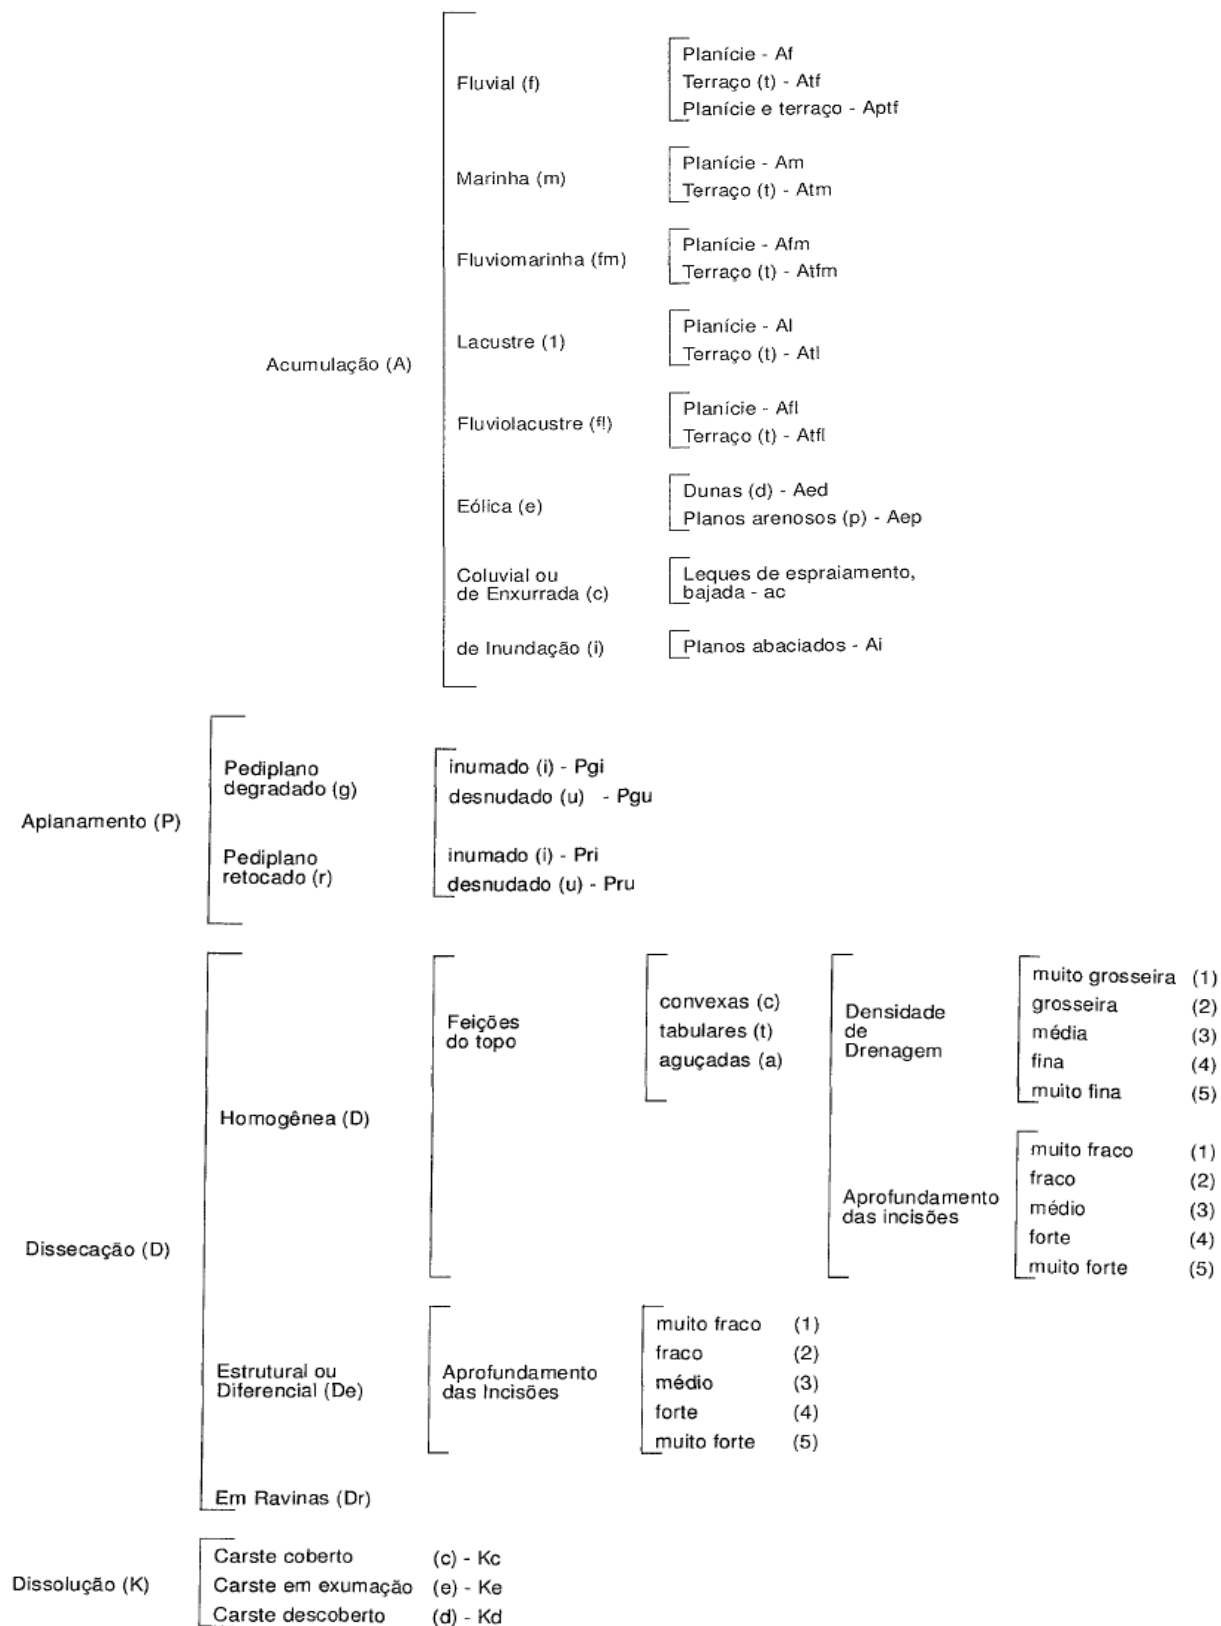 Fluvial (f)
Planície - Af
Terraço (t) - Atf
Planície e terraço - Aptf
Marinha (m)
Planície - Am
Terraço (t) - Atm
Fluviomarinha (fm)
Planície - Afm
Terraço (t) - Atfm
Acumulação (A)
Lacustre (1)
Planície - Al
Terraço (t) - Atl
Fluviolacustre (fl)
Planície - Afl
Terraço (t) - Atfl
Eólica (e)
Dunas (d) - Aed
Planos arenosos (p) - Aep
Coluvial ou
de Enxurrada (c)
Leques de espraiamento,
bajada - ac
de Inundação (i)
Planos abaciados - Ai
Aplanamento (P)
Pediplano
degradado (g)
inumado (i) - Pgi
desnudado (u) - Pgu
Pediplano
retocado (r)
inumado (i) - Pri
desnudado (u) - Pru
Dissecação (D)
Homogênea (D)
Feições
do topo
convexas (c)
tabulares (t)
aguçadas (a)
Densidade
de
Drenagem
muito grosseira (1)
grosseira (2)
média (3)
fina (4)
muito fina (5)
Aprofundamento
das incisões
muito fraco (1)
fraco (2)
médio (3)
forte (4)
muito forte (5)
Estrutural ou
Diferencial (De)
Aprofundamento
das Incisões
muito fraco (1)
fraco (2)
médio (3)
forte (4)
muito forte (5)
Em Ravinas (Dr)
Dissolução (K)
Carste coberto (c) - Kc
Carste em exumação (e) - Ke
Carste descoberto (d) - Kd